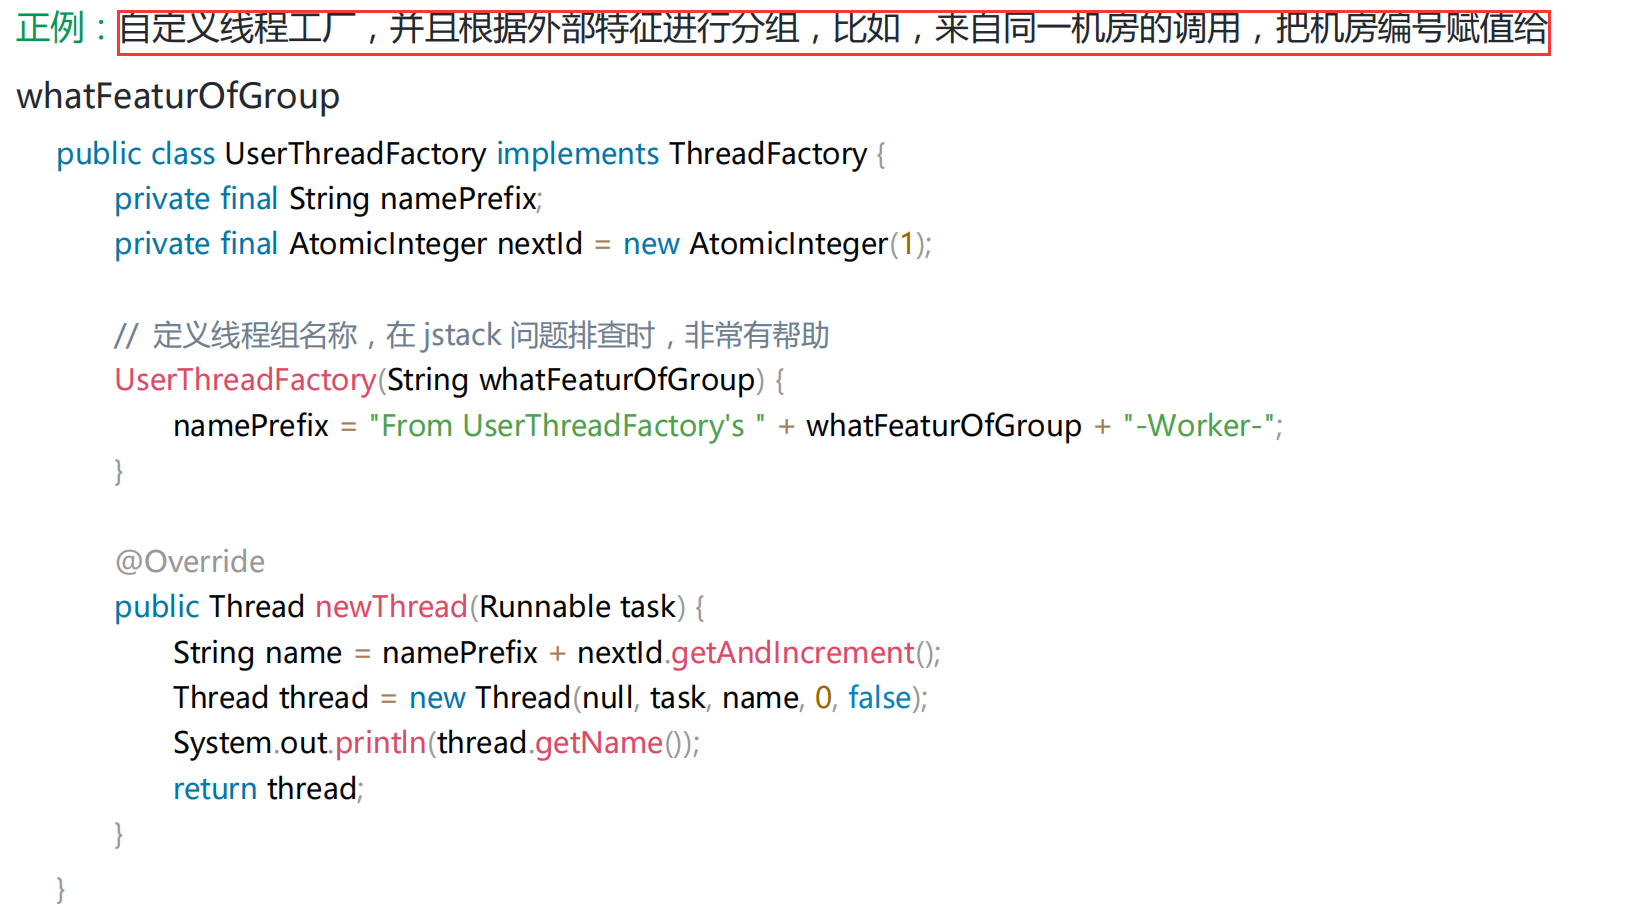 正例：自定义线程工厂，并且根据外部特征进行分组，比如，来自同一机房的调用，把机房编号赋值给
whatFeaturOfGroup
public class UserThreadFactory implements ThreadFactory {
private final String namePrefix;
private final AtomicInteger nextId = new AtomicInteger(1);
// 定义线程组名称，在 jstack 问题排查时，非常有帮助
UserThreadFactory(String whatFeaturOfGroup) {
namePrefix = "From UserThreadFactory's " + whatFeaturOfGroup + "-Worker-";
}
@Override
public Thread newThread(Runnable task) {
String name = namePrefix + nextId.getAndIncrement();
Thread thread = new Thread(null, task, name, 0, false);
System.out.println(thread.getName());
return thread;
}
}